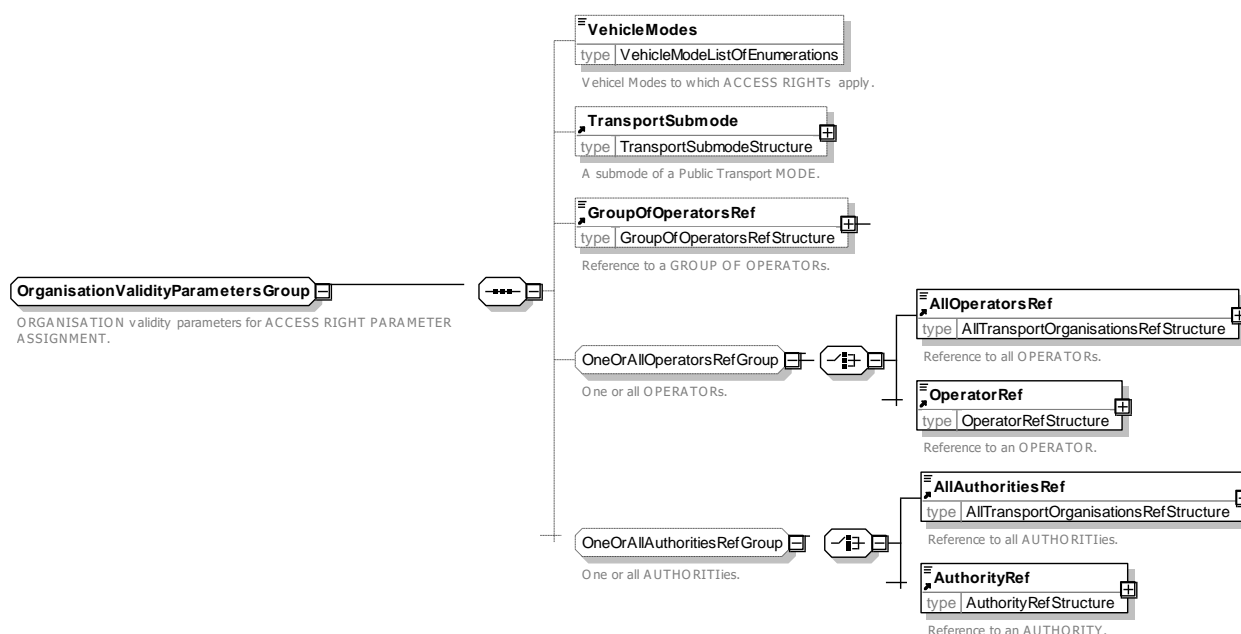 VehicleModes
type VehicleModeListOfEnumerations
Vehicel Modes to which ACCESS RIGHTs apply.
TransportSubmode
type TransportSubmodeStructure
A submode of a Public Transport MODE.
GroupOfOperatorsRef
type GroupOfOperatorsRefStructure
Reference to a GROUP OF OPERATORs.
OrganisationValidityParametersGroup
ORGANISATION validity parameters for ACCESS RIGHT PARAMETER
ASSIGNMENT.
OneOrAllOperatorsRefGroup
One or all OPERATORs.
AllOperatorsRef
type AllTransportOrganisationsRefStructure
Reference to all OPERATORs.
OperatorRef
type OperatorRefStructure
Reference to an OPERATOR.
OneOrAllAuthoritiesRefGroup
One or all AUTHORITIies.
AllAuthoritiesRef
type AllTransportOrganisationsRefStructure
Reference to all AUTHORITIies.
AuthorityRef
type AuthorityRefStructure
Reference to an AUTHORITY.